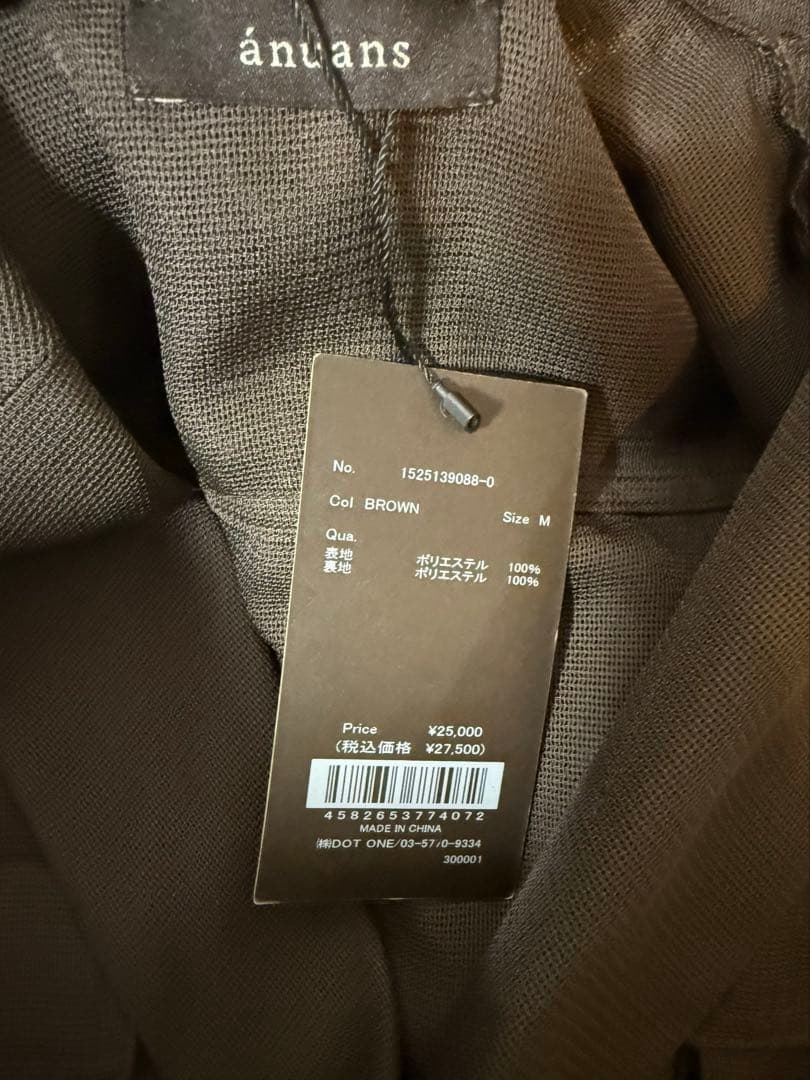 ánuans
No. 1525139088-0
Col BROWN Size M
Qua.
表地 ポリエステル 100%
裏地 ポリエステル 100%
Price ¥25,000
(税込価格 ¥27,500)
4582653774072
MADE IN CHINA
㈱DOT ONE/03-5770-9334
300001